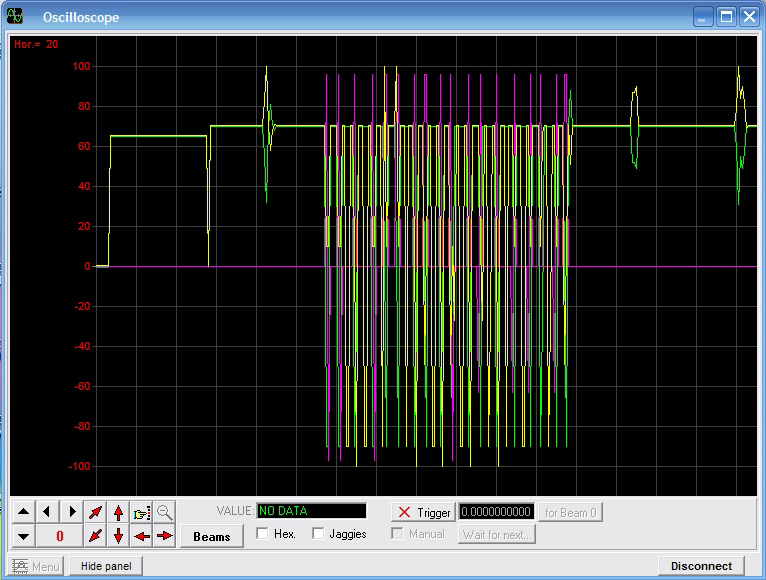 Oscilloscope
Hor.= 20
100
80
60
40
20
0
-20
-40
-60
-80
-100
VALUE: NO DATA
Trigger 0.0000000000 for Beam 0
0
Beams
Hex. Jaggies
Manual Wait for next...
Menu Hide panel
Disconnect